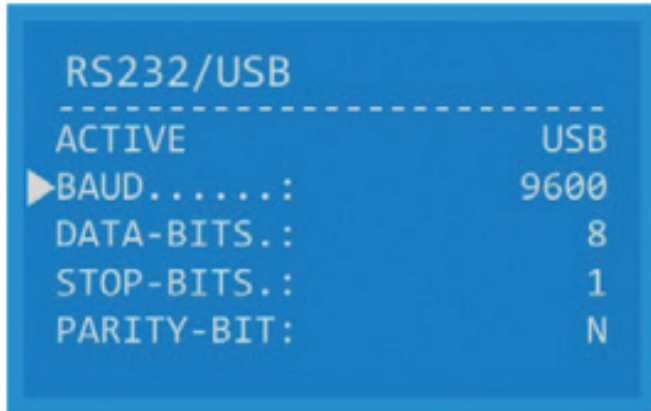 RS232/USB
---------------------------
ACTIVE USB
BAUD......: 9600
DATA-BITS.: 8
STOP-BITS.: 1
PARITY-BIT: N